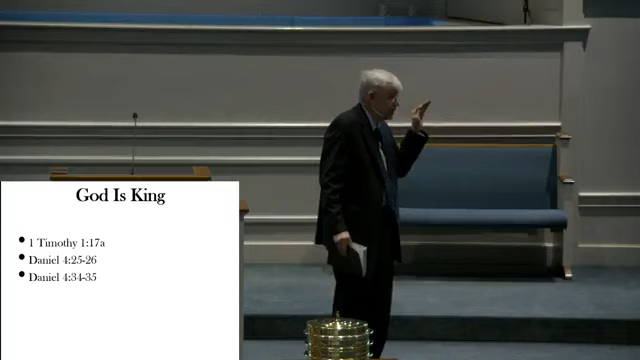 God Is King
• 1 Timothy 1:17a
• Daniel 4:25-26
• Daniel 4:34-35